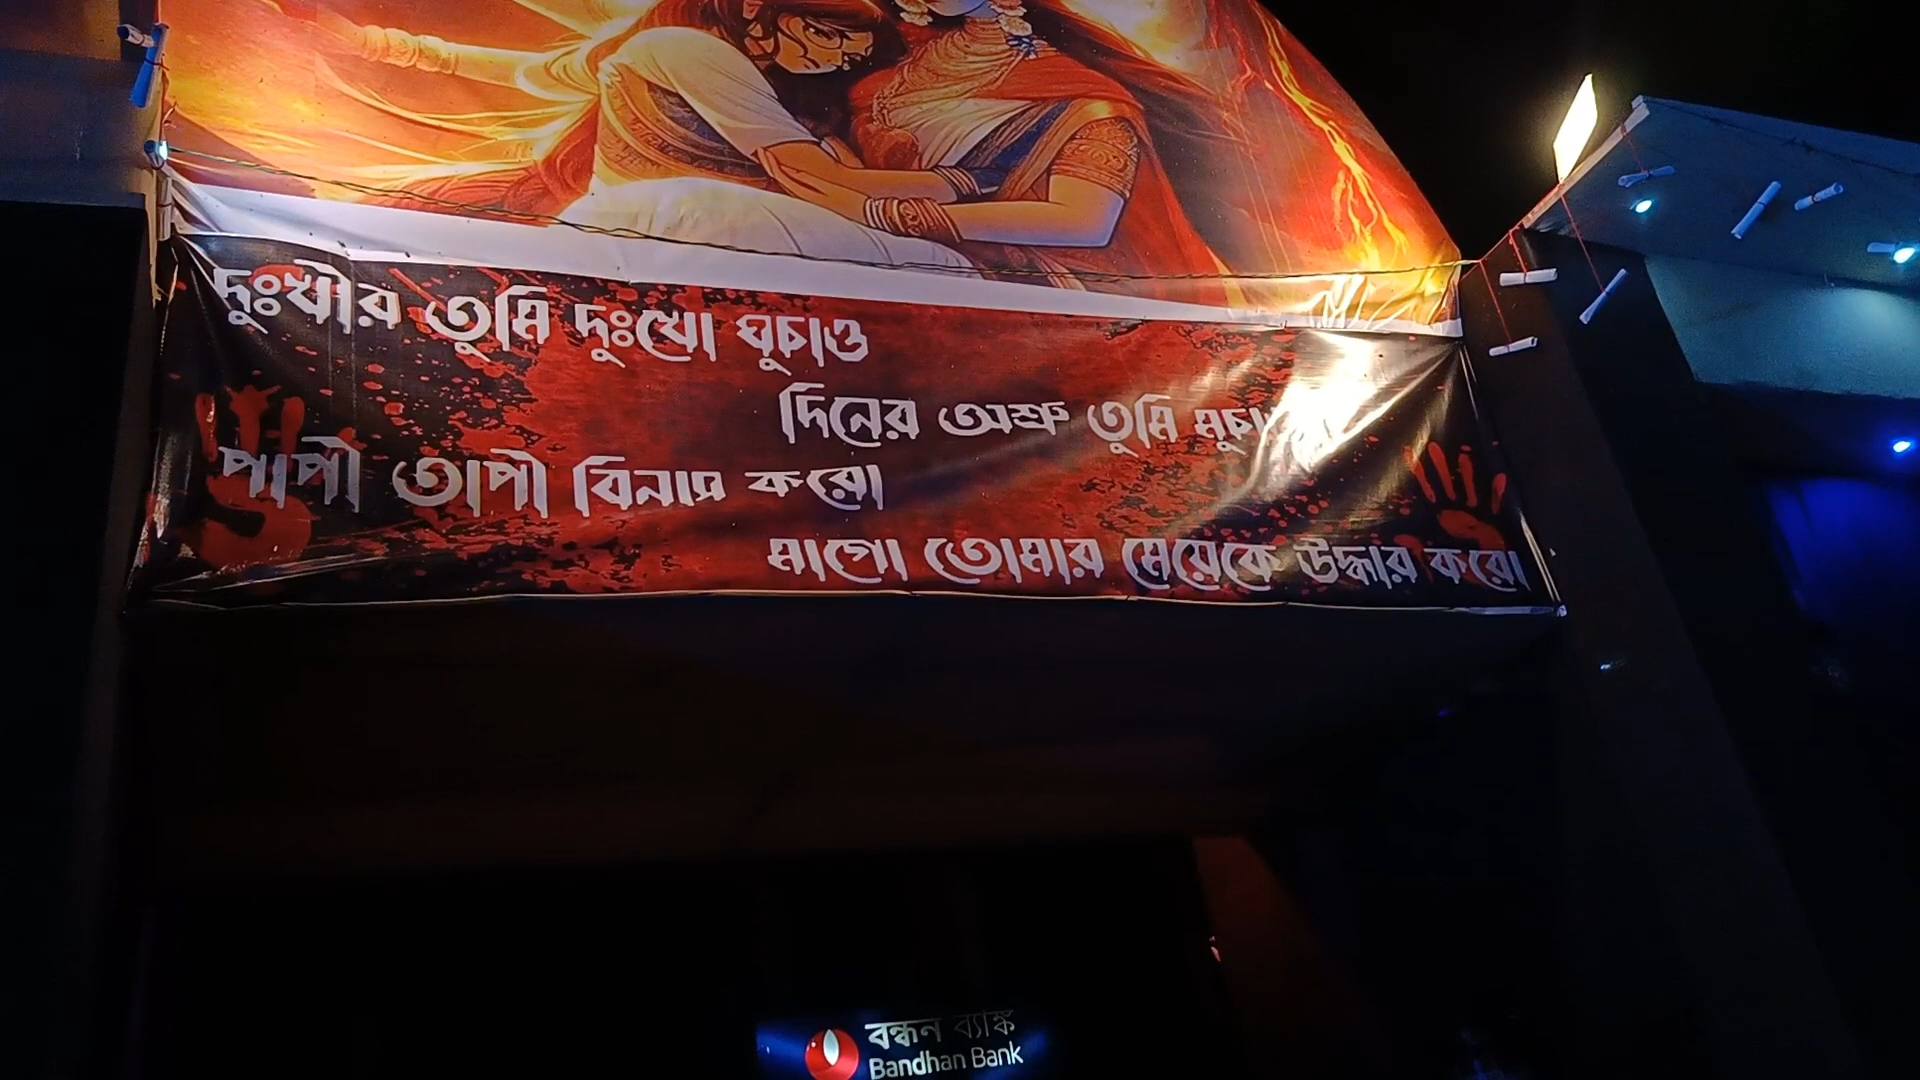 দুঃখীর তুমি দুঃখো ঘুচাও
দিনের অশ্রু তুমি
পাপী তাপী বিনাস করো
মাগো তোমার মেয়েকে উদ্ধার করো
বন্ধন ব্যাঙ্ক
Bandhan Bank